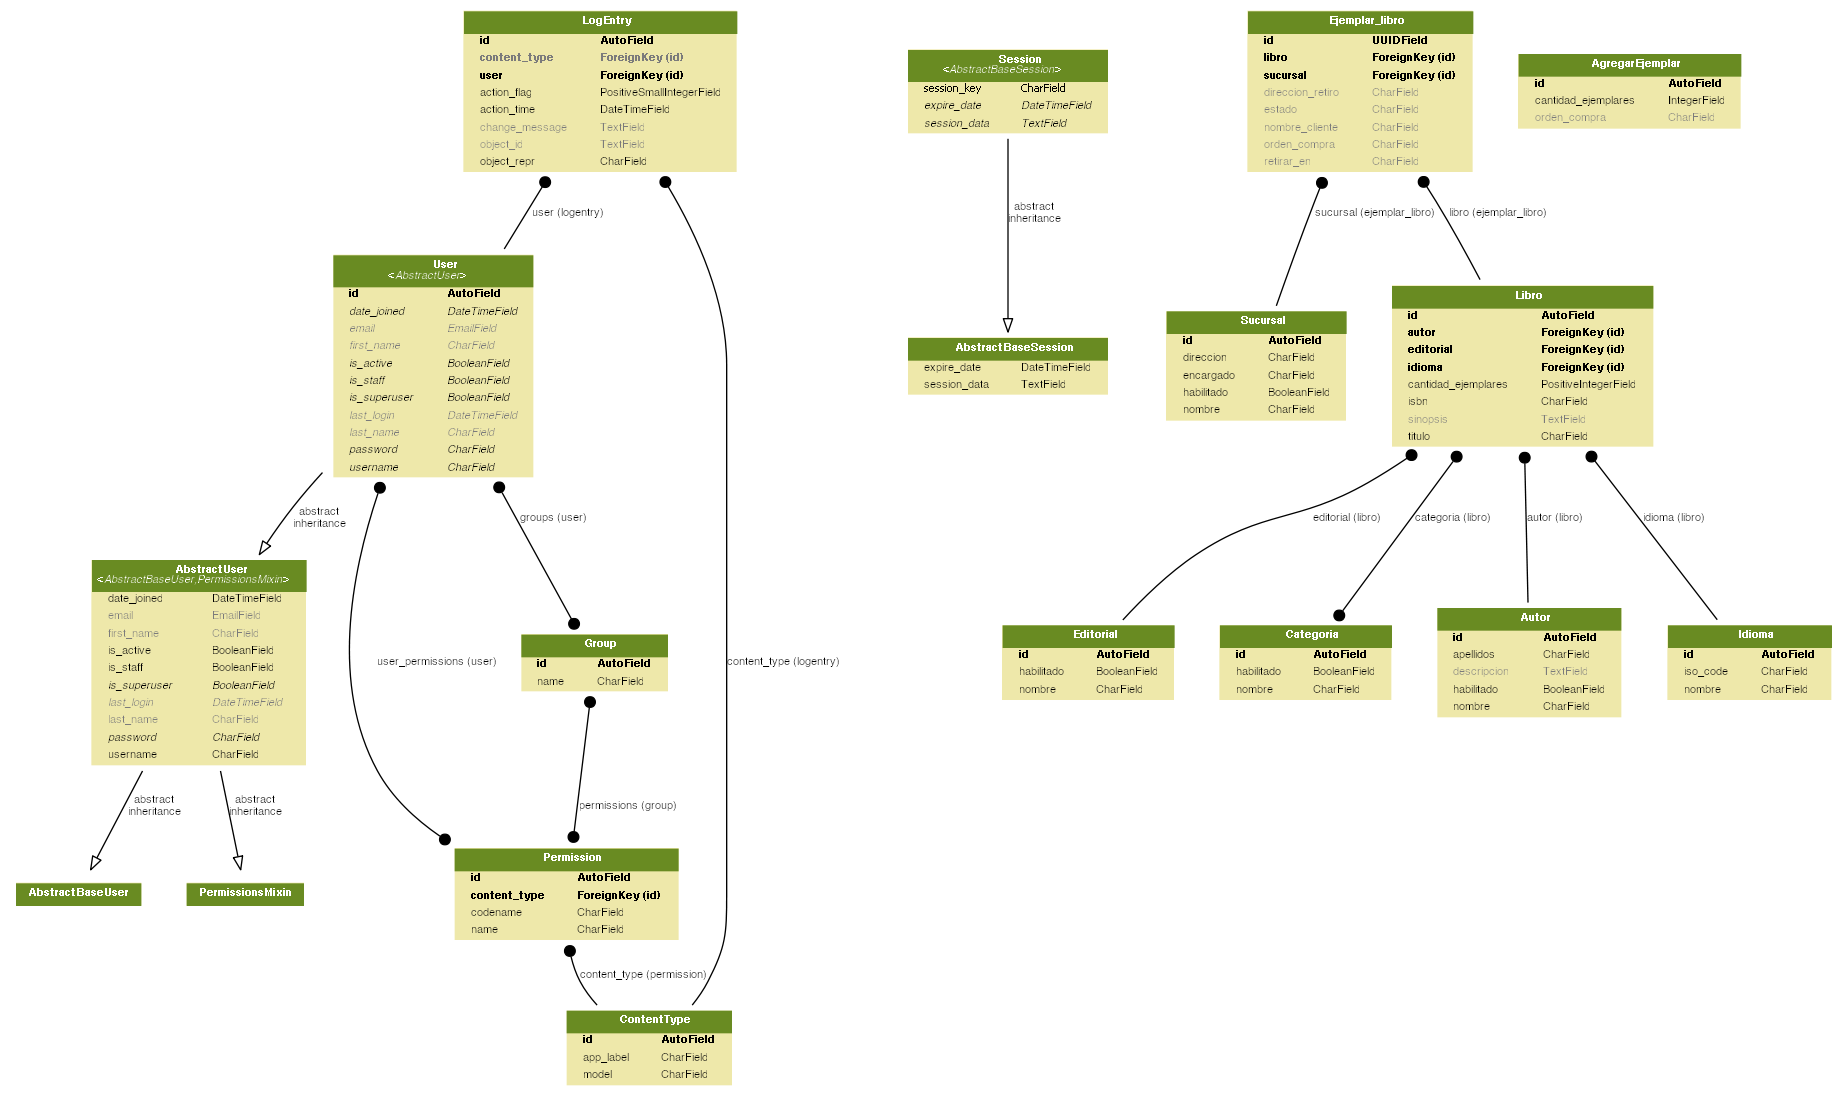 LogEntry
id AutoField
content_type ForeignKey (id)
user ForeignKey (id)
action_flag PositiveSmallIntegerField
action_time DateTimeField
change_message TextField
object_id TextField
object_repr CharField
user (logentry)
User
<AbstractUser>
id AutoField
date_joined DateTimeField
email EmailField
first_name CharField
is_active BooleanField
is_staff BooleanField
is_superuser BooleanField
last_login DateTimeField
last_name CharField
password CharField
username CharField
abstract
inheritance
groups (user)
AbstractUser
<AbstractBaseUser,PermissionsMixin>
date_joined DateTimeField
email EmailField
first_name CharField
is_active BooleanField
is_staff BooleanField
is_superuser BooleanField
last_login DateTimeField
last_name CharField
password CharField
username CharField
user_permissions (user)
Group
id AutoField
name CharField
content_type (logentry)
abstract
inheritance
abstract
inheritance
permissions (group)
AbstractBaseUser
PermissionsMixin
Permission
id AutoField
content_type ForeignKey (id)
codename CharField
name CharField
content_type (permission)
ContentType
id AutoField
app_label CharField
model CharField
Session
<AbstractBaseSession>
session_key CharField
expire_date DateTimeField
session_data TextField
abstract
inheritance
AbstractBaseSession
expire_date DateTimeField
session_data TextField
Ejemplar_libro
id UUIDField
libro ForeignKey (id)
sucursal ForeignKey (id)
direccion_retiro CharField
estado CharField
nombre_cliente CharField
orden_compra CharField
retirar_en CharField
AgregarEjemplar
id AutoField
cantidad_ejemplares IntegerField
orden_compra CharField
sucursal (ejemplar_libro)
libro (ejemplar_libro)
Sucursal
id AutoField
direccion CharField
encargado CharField
habilitado BooleanField
nombre CharField
Libro
id AutoField
autor ForeignKey (id)
editorial ForeignKey (id)
idioma ForeignKey (id)
cantidad_ejemplares PositiveIntegerField
isbn CharField
sinopsis TextField
titulo CharField
editorial (libro)
categoria (libro)
autor (libro)
idioma (libro)
Editorial
id AutoField
habilitado BooleanField
nombre CharField
Categoria
id AutoField
habilitado BooleanField
nombre CharField
Autor
id AutoField
apellidos CharField
descripcion TextField
habilitado BooleanField
nombre CharField
Idioma
id AutoField
iso_code CharField
nombre CharField